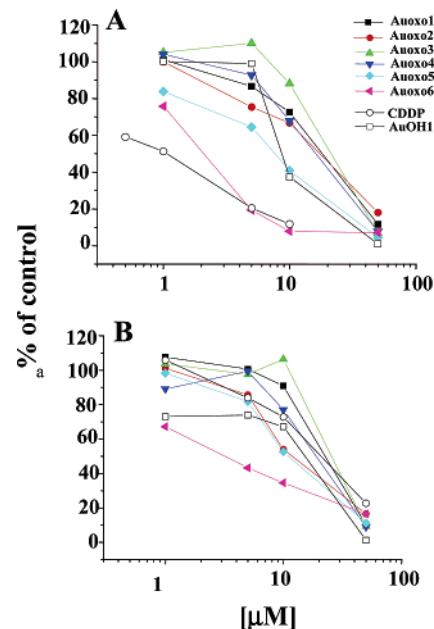 A
Auoxo1
Auoxo2
Auoxo3
Auoxo4
Auoxo5
Auoxo6
CDDP
AuOH1
120
100
80
60
40
20
0
1 10 100
% of control
a
B
120
100
80
60
40
20
0
1 10 100
[µM]